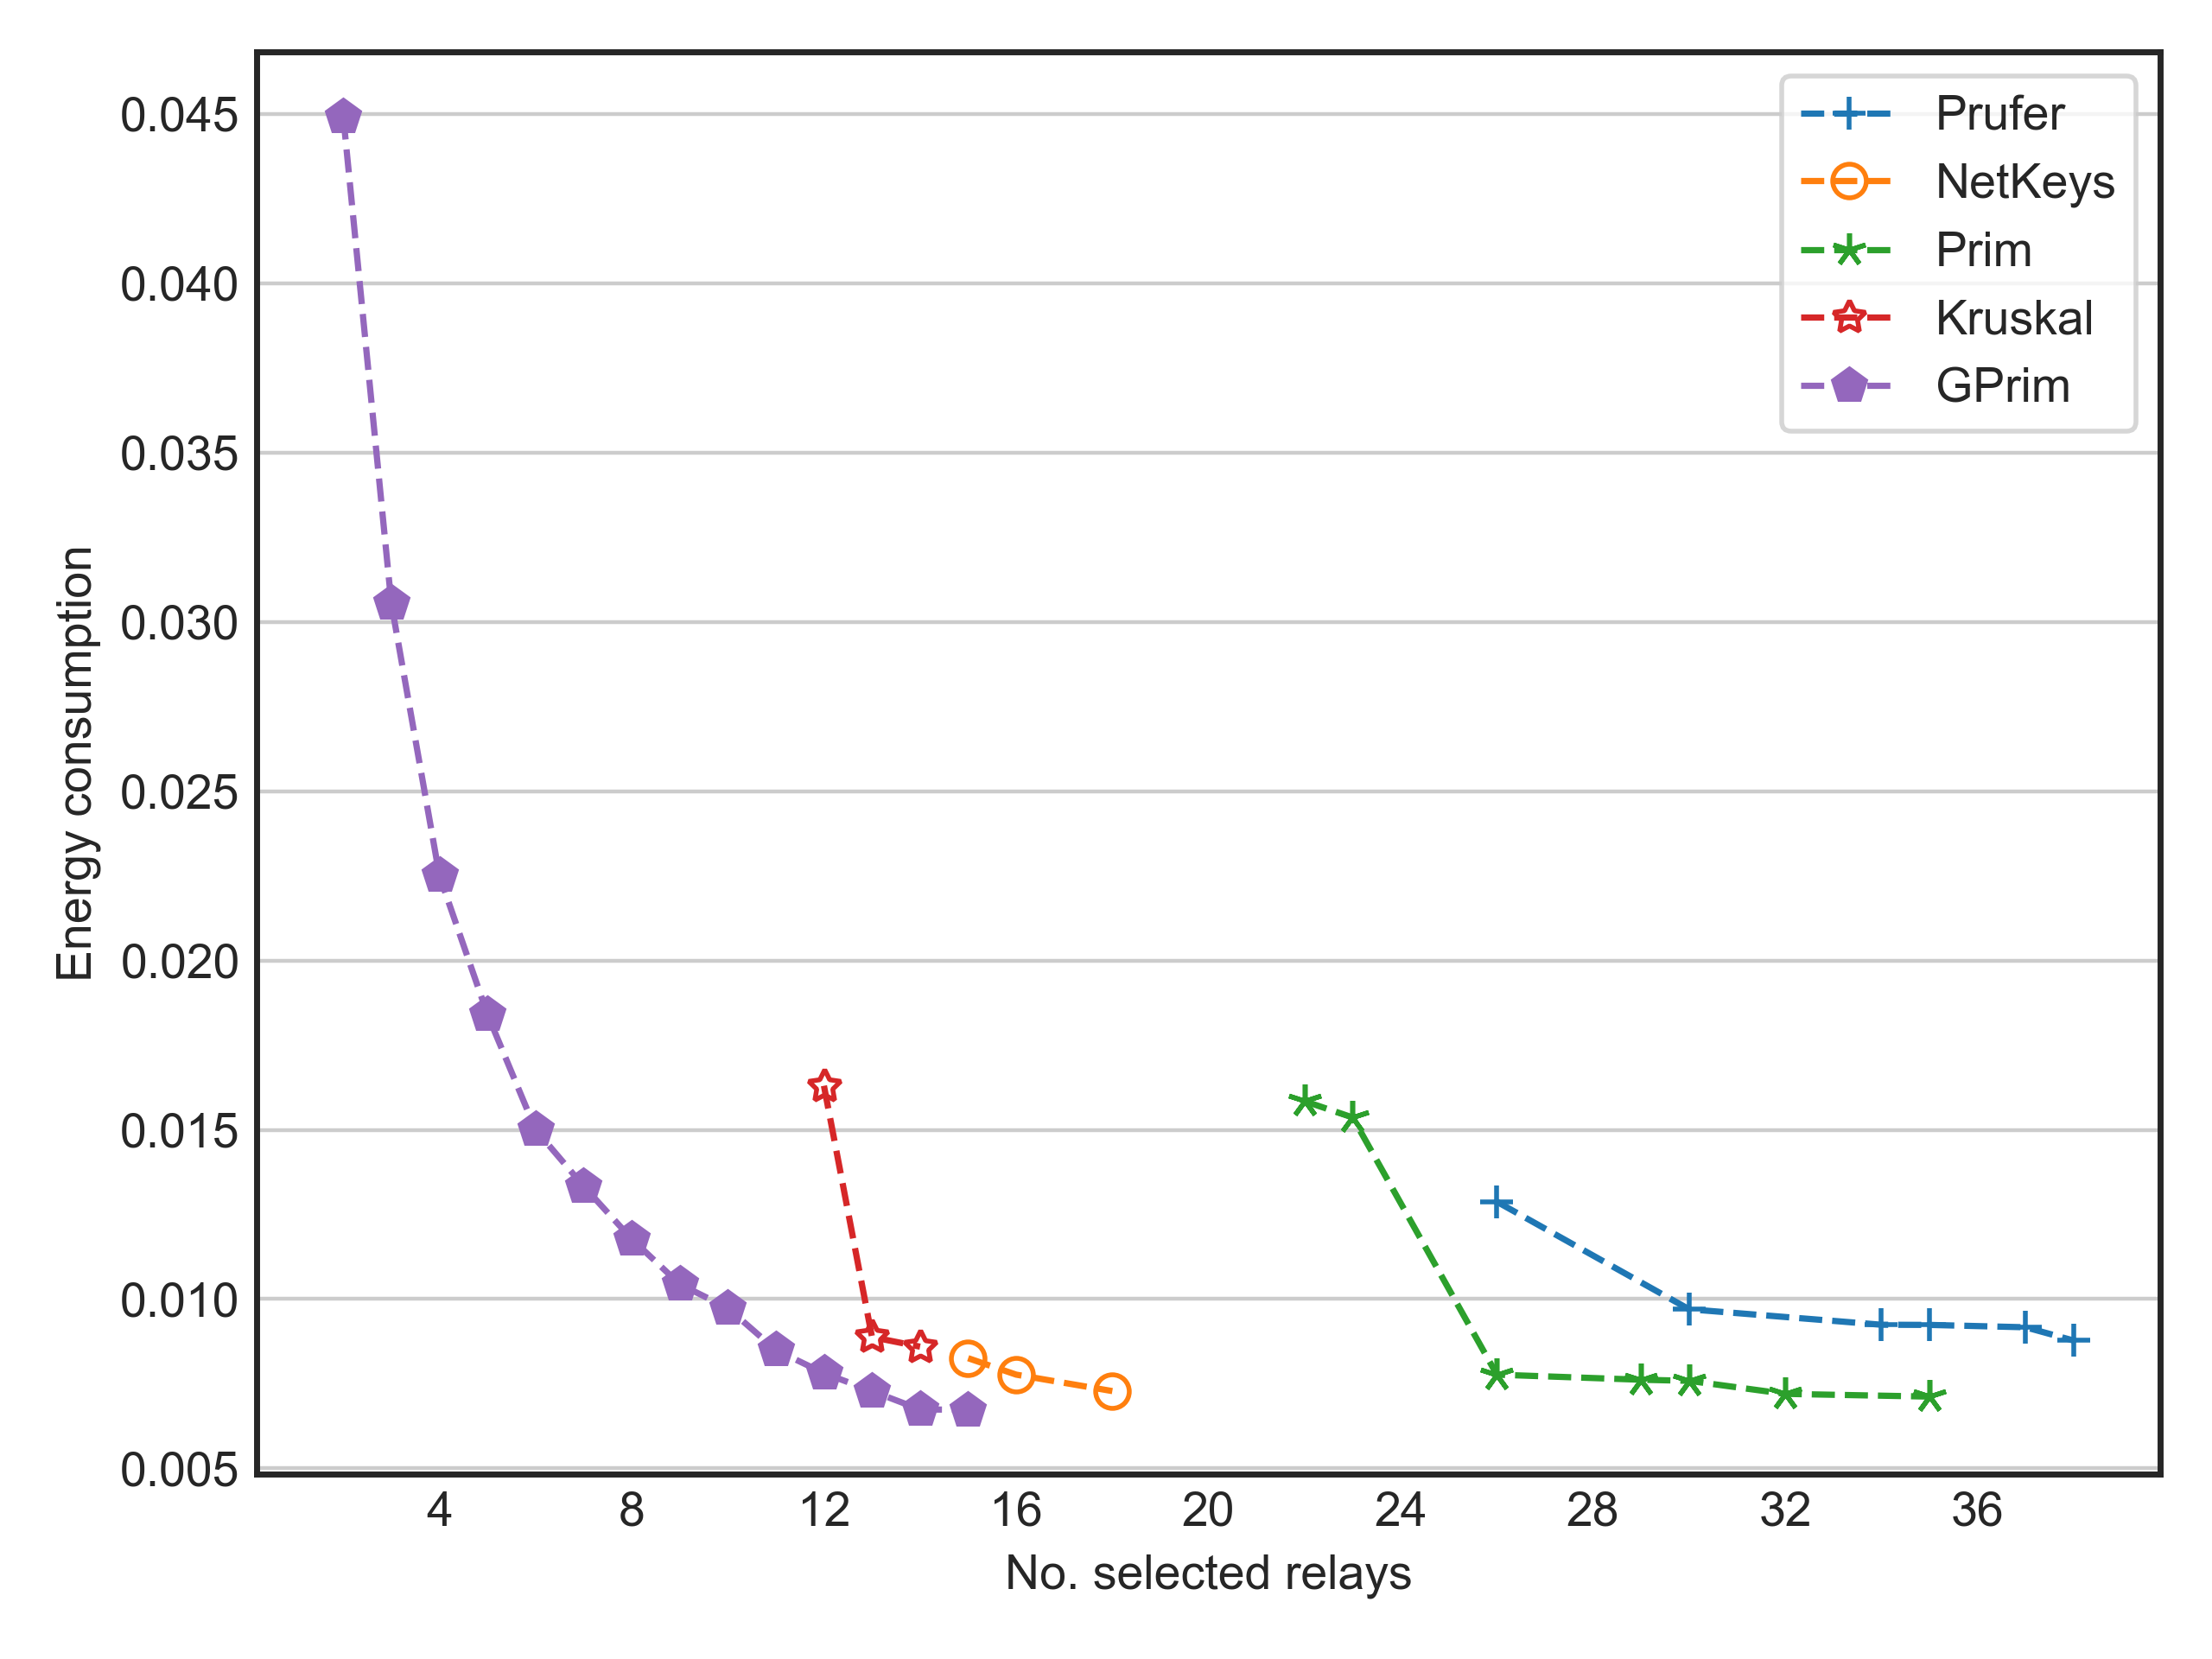 Prufer
NetKeys
Prim
Kruskal
GPrim
Energy consumption
0.045
0.040
0.035
0.030
0.025
0.020
0.015
0.010
0.005
4 8 12 16 20 24 28 32 36
No. selected relays